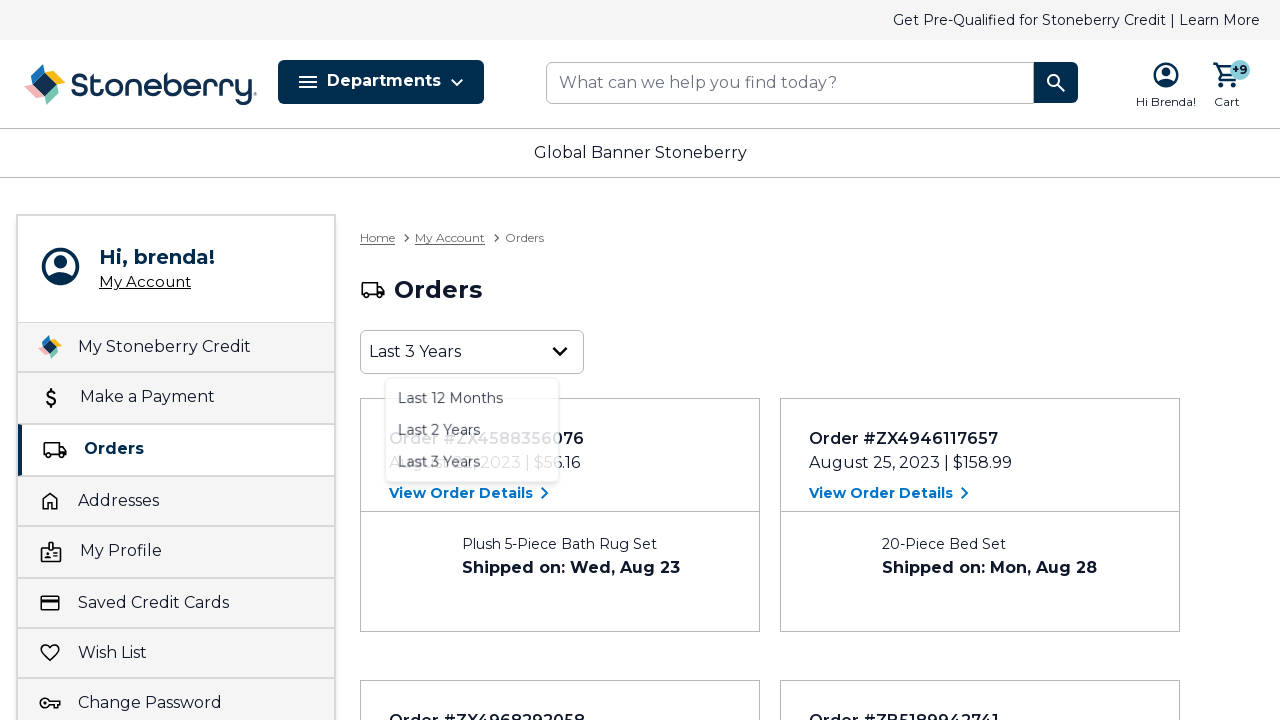 Get Pre-Qualified for Stoneberry Credit | Learn More
Stoneberry
Departments
What can we help you find today?
Hi Brenda!
+9
Cart
Global Banner Stoneberry
Hi, brenda!
My Account
My Stoneberry Credit
Make a Payment
Orders
Addresses
My Profile
Saved Credit Cards
Wish List
Change Password
Home
My Account
Orders
Orders
Last 3 Years
Last 12 Months
Last 2 Years
Last 3 Years
Order #ZX4588356076
2023 | $56.16
View Order Details
Plush 5-Piece Bath Rug Set
Shipped on: Wed, Aug 23
Order #ZX4946117657
August 25, 2023 | $158.99
View Order Details
20-Piece Bed Set
Shipped on: Mon, Aug 28
Order #ZX4968292058
Order #ZR5189942741